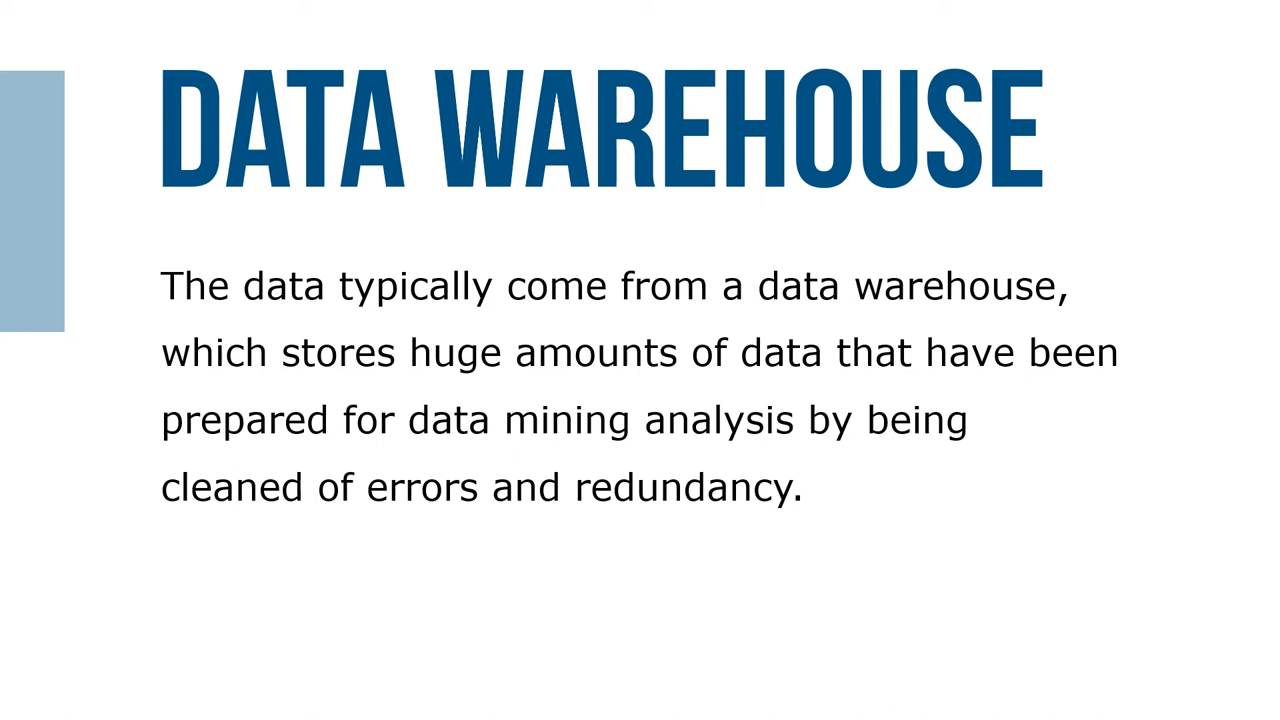 DATA WAREHOUSE
The data typically come from a data warehouse,
which stores huge amounts of data that have been
prepared for data mining analysis by being
cleaned of errors and redundancy.